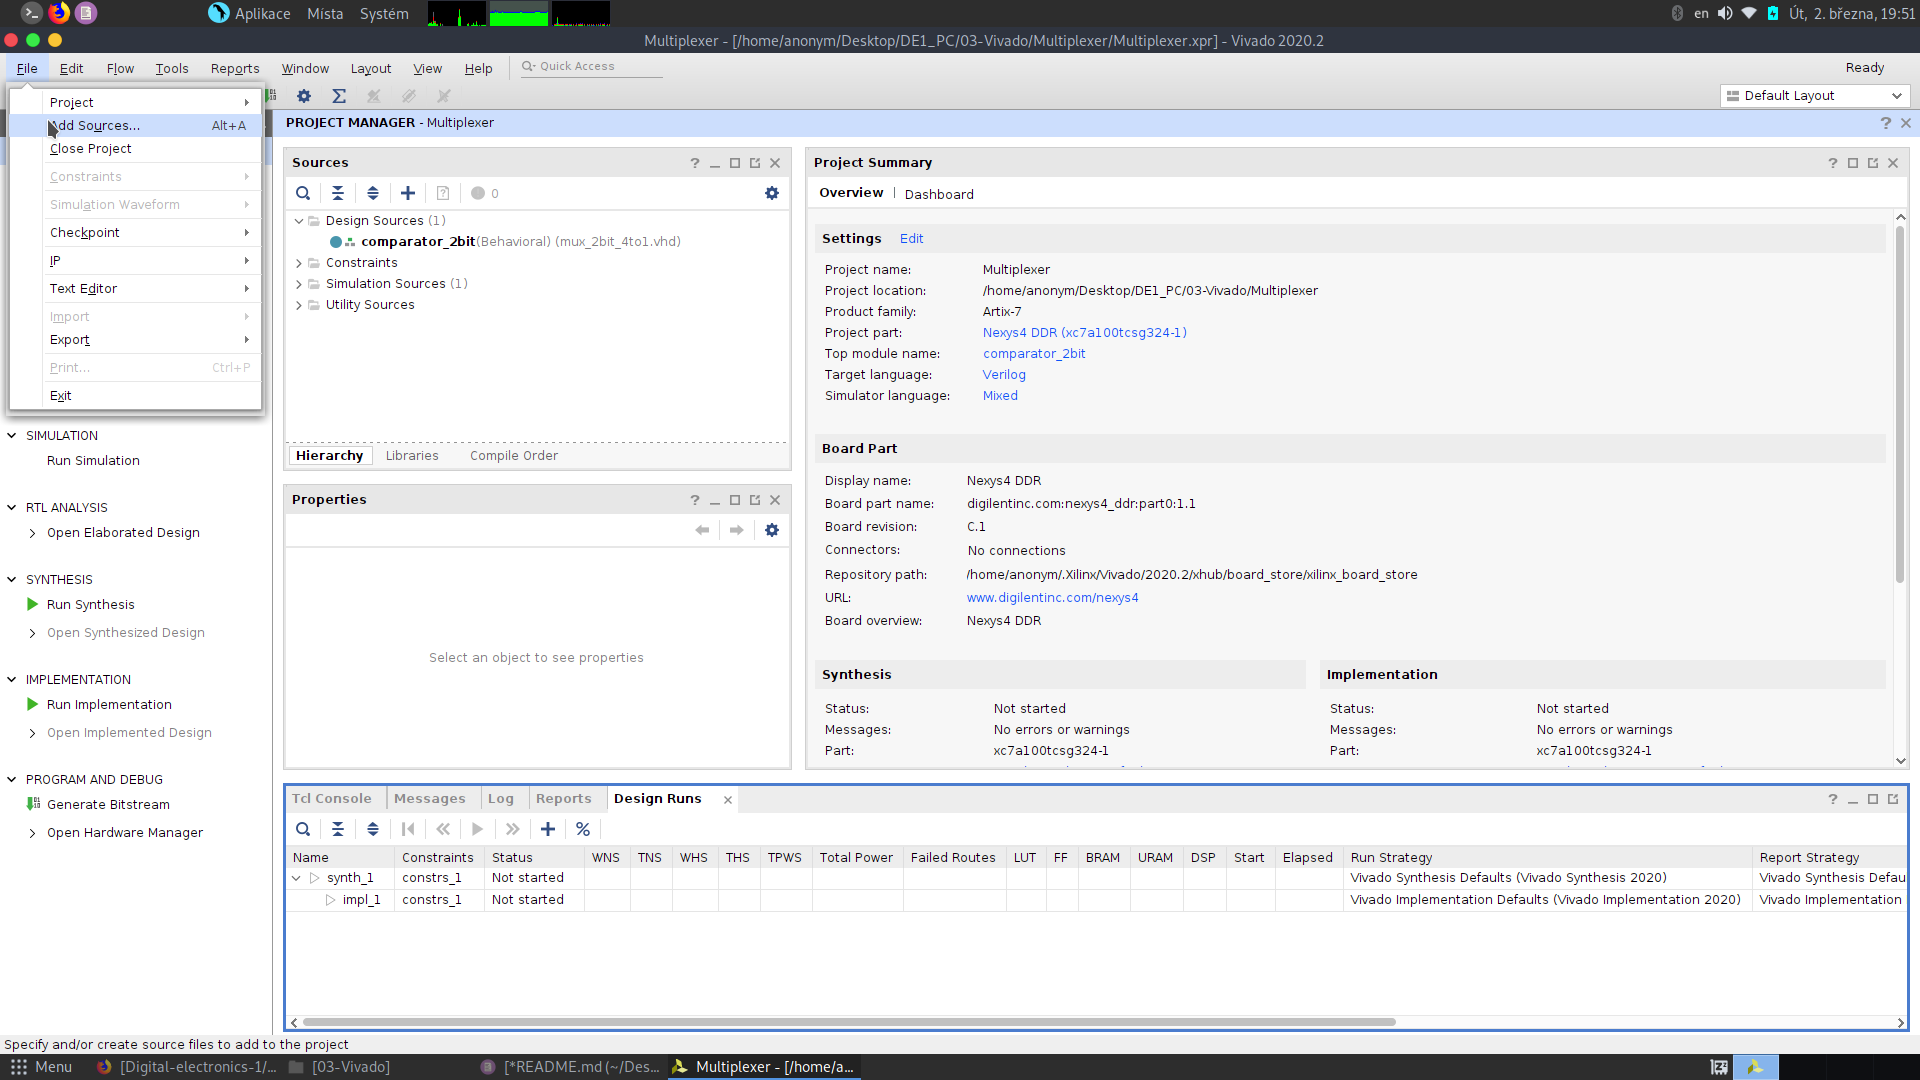 Aplikace Místa Systém en Út, 2. března, 19:51
Multiplexer - [/home/anonym/Desktop/DE1_PC/03-Vivado/Multiplexer/Multiplexer.xpr] - Vivado 2020.2
File Edit Flow Tools Reports Window Layout View Help Quick Access Ready
Default Layout
Project
Add Sources... Alt+A
Close Project
Constraints
Simulation Waveform
Checkpoint
IP
Text Editor
Import
Export
Print... Ctrl+P
Exit
SIMULATION
Run Simulation
RTL ANALYSIS
Open Elaborated Design
SYNTHESIS
Run Synthesis
Open Synthesized Design
IMPLEMENTATION
Run Implementation
Open Implemented Design
PROGRAM AND DEBUG
Generate Bitstream
Open Hardware Manager
PROJECT MANAGER - Multiplexer
Sources
0
Design Sources (1)
comparator_2bit(Behavioral) (mux_2bit_4to1.vhd)
Constraints
Simulation Sources (1)
Utility Sources
Hierarchy Libraries Compile Order
Properties
Select an object to see properties
Project Summary
Overview | Dashboard
Settings Edit
Project name: Multiplexer
Project location: /home/anonym/Desktop/DE1_PC/03-Vivado/Multiplexer
Product family: Artix-7
Project part: Nexys4 DDR (xc7a100tcsg324-1)
Top module name: comparator_2bit
Target language: Verilog
Simulator language: Mixed
Board Part
Display name: Nexys4 DDR
Board part name: digilentinc.com:nexys4_ddr:part0:1.1
Board revision: C.1
Connectors: No connections
Repository path: /home/anonym/.Xilinx/Vivado/2020.2/xhub/board_store/xilinx_board_store
URL: www.digilentinc.com/nexys4
Board overview: Nexys4 DDR
Synthesis
Status: Not started
Messages: No errors or warnings
Part: xc7a100tcsg324-1
Implementation
Status: Not started
Messages: No errors or warnings
Part: xc7a100tcsg324-1
Tcl Console Messages Log Reports Design Runs
Name Constraints Status WNS TNS WHS THS TPWS Total Power Failed Routes LUT FF BRAM URAM DSP Start Elapsed Run Strategy Report Strategy
synth_1 constrs_1 Not started Vivado Synthesis Defaults (Vivado Synthesis 2020) Vivado Synthesis Defau
impl_1 constrs_1 Not started Vivado Implementation Defaults (Vivado Implementation 2020) Vivado Implementation
Specify and/or create source files to add to the project
Menu [Digital-electronics-1/... [03-Vivado] [*README.md (~/Des... Multiplexer - [/home/a...